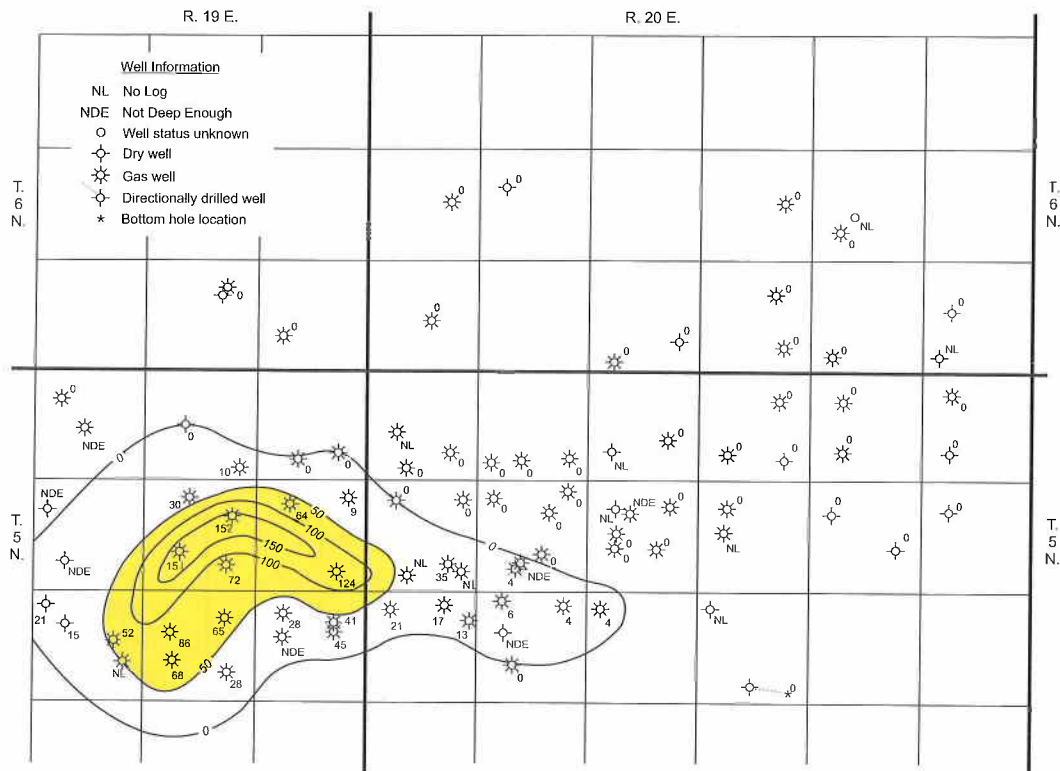 R. 19 E.
R. 20 E.
Well Information
NL No Log
NDE Not Deep Enough
Well status unknown
Dry well
Gas well
Directionally drilled well
* Bottom hole location
T.
6
N.
T.
6
N.
0
0
0
NL
0
0
0
0
0
0
0
0
0
0
0
NL
0
0
0
0
NDE
0
0
NL
0
NL
0
0
0
0
10
0
0
0
0
0
0
0
0
NDE
30
64
50
9
0
0
0
0
NL
NDE
0
0
0
0
T.
5
N.
T.
5
N.
100
150
15
100
72
124
NDE
NL
35
NL
0
4
NDE
0
0
0
NL
0
21
15
52
NL
86
68
65
50
28
28
NDE
41
45
21
17
13
6
NDE
4
4
0
NL
0
0